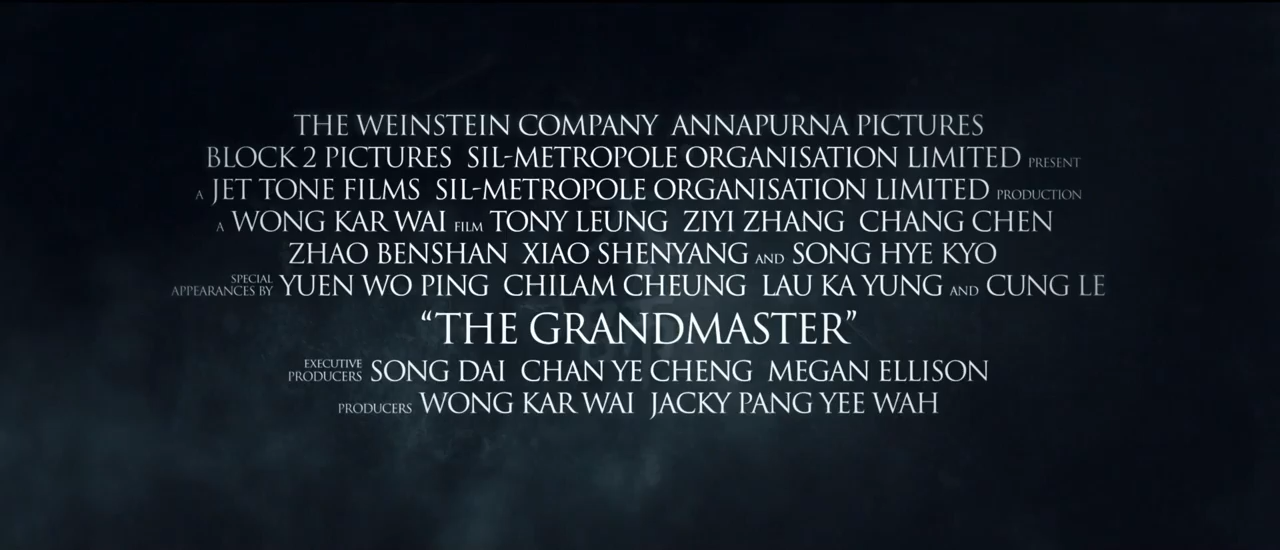 THE WEINSTEIN COMPANY ANNAPURNA PICTURES
BLOCK 2 PICTURES SIL-METROPOLE ORGANISATION LIMITED PRESENT
A JET TONE FILMS SIL-METROPOLE ORGANISATION LIMITED PRODUCTION
A WONG KAR WAI FILM TONY LEUNG ZIYI ZHANG CHANG CHEN
ZHAO BENSHAN XIAO SHENYANG AND SONG HYE KYO
SPECIAL APPEARANCES BY YUEN WO PING CHILAM CHEUNG LAU KA YUNG AND CUNG LE
“THE GRANDMASTER”
EXECUTIVE PRODUCERS SONG DAI CHAN YE CHENG MEGAN ELLISON
PRODUCERS WONG KAR WAI JACKY PANG YEE WAH